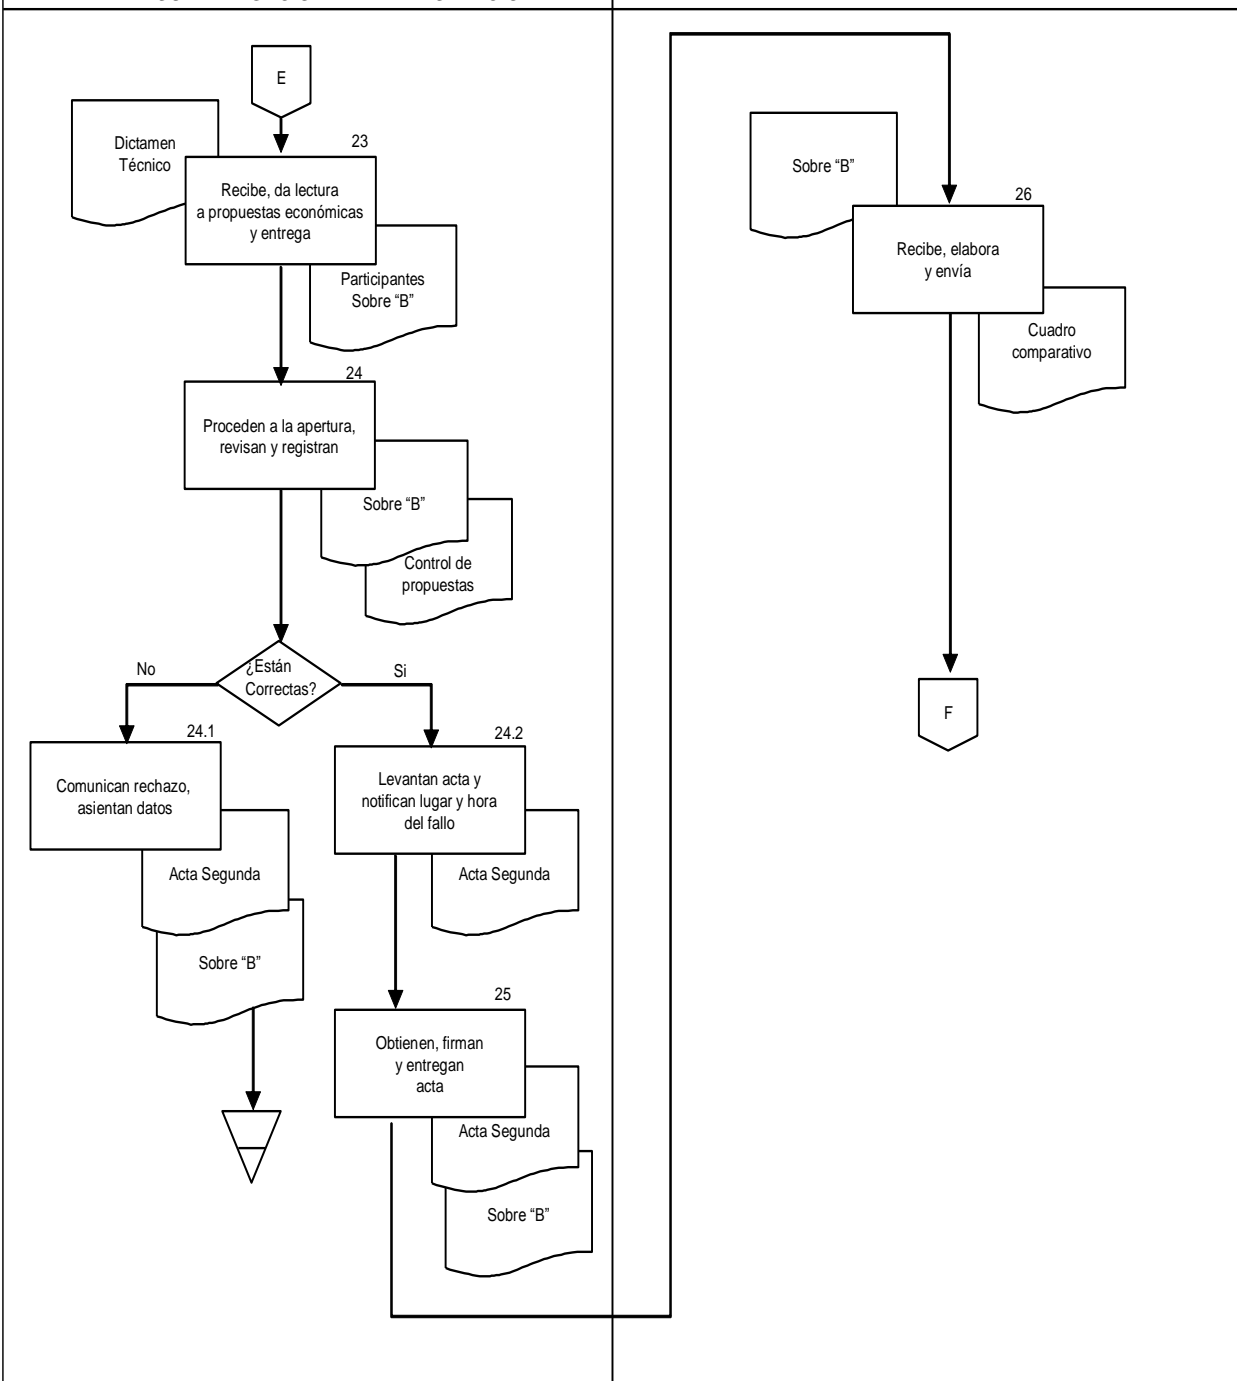 E
Dictamen
Técnico
23
Recibe, da lectura
a propuestas económicas
y entrega
Participantes
Sobre “B”
24
Proceden a la apertura,
revisan y registran
Sobre “B”
Control de
propuestas
¿Están
Correctas?
No
Si
24.1
Comunican rechazo,
asientan datos
Acta Segunda
Sobre “B”
24.2
Levantan acta y
notifican lugar y hora
del fallo
Acta Segunda
25
Obtienen, firman
y entregan
acta
Acta Segunda
Sobre “B”
Sobre “B”
26
Recibe, elabora
y envía
Cuadro
comparativo
F